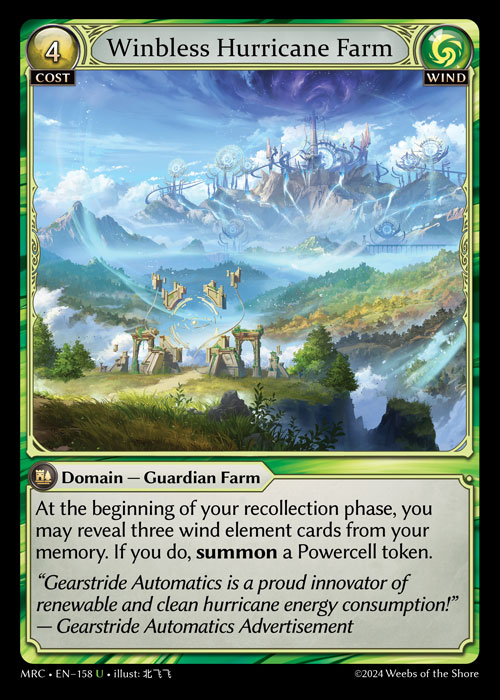 4
COST
Winbless Hurricane Farm
WIND
Domain — Guardian Farm
At the beginning of your recollection phase, you
may reveal three wind element cards from your
memory. If you do, summon a Powercell token.
“Gearstride Automatics is a proud innovator of
renewable and clean hurricane energy consumption!”
— Gearstride Automatics Advertisement
MRC • EN–158 U • illust: 北飞飞
©2024 Weebs of the Shore